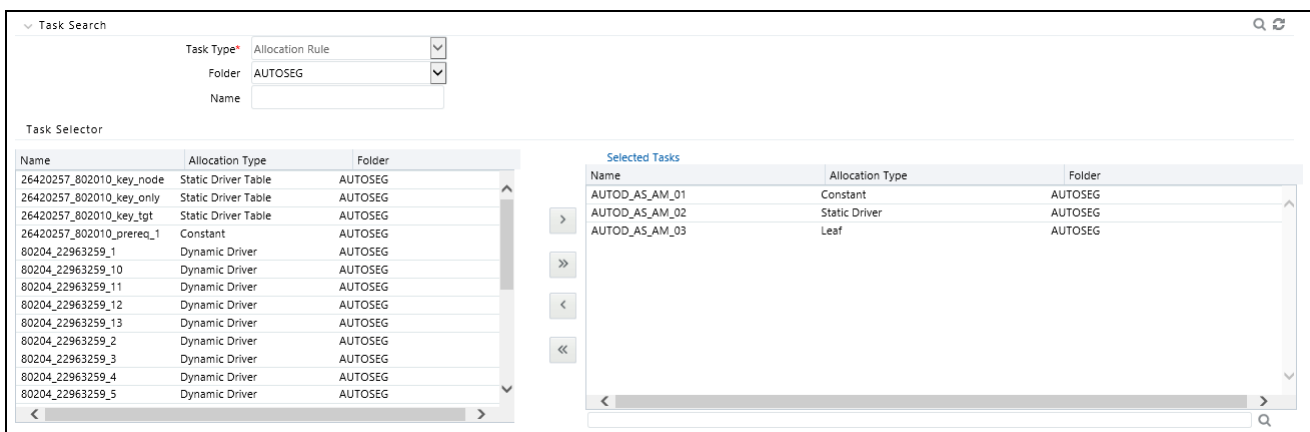 Task Search
Task Type* Allocation Rule
Folder AUTOSEG
Name
Task Selector
Name Allocation Type Folder
26420257_802010_key_node Static Driver Table AUTOSEG
26420257_802010_key_only Static Driver Table AUTOSEG
26420257_802010_key_tgt Static Driver Table AUTOSEG
26420257_802010_prereq_1 Constant AUTOSEG
80204_22963259_1 Dynamic Driver AUTOSEG
80204_22963259_10 Dynamic Driver AUTOSEG
80204_22963259_11 Dynamic Driver AUTOSEG
80204_22963259_12 Dynamic Driver AUTOSEG
80204_22963259_13 Dynamic Driver AUTOSEG
80204_22963259_2 Dynamic Driver AUTOSEG
80204_22963259_3 Dynamic Driver AUTOSEG
80204_22963259_4 Dynamic Driver AUTOSEG
80204_22963259_5 Dynamic Driver AUTOSEG
Selected Tasks
Name Allocation Type Folder
AUTOD_AS_AM_01 Constant AUTOSEG
AUTOD_AS_AM_02 Static Driver AUTOSEG
AUTOD_AS_AM_03 Leaf AUTOSEG